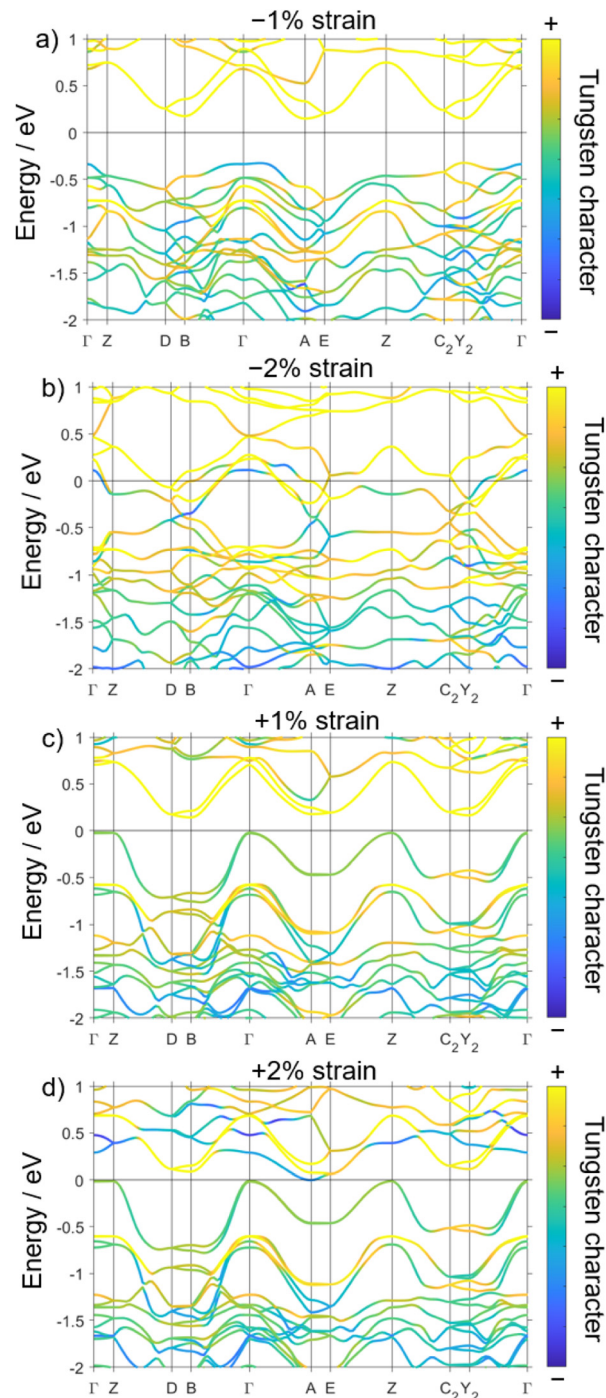 a) −1% strain
1
0.5
0
-0.5
-1
-1.5
-2
Energy / eV
Γ Z D B Γ A E Z C2 Y2 Γ
+
−
Tungsten character
b) −2% strain
1
0.5
0
-0.5
-1
-1.5
-2
Energy / eV
Γ Z D B Γ A E Z C2 Y2 Γ
+
−
Tungsten character
c) +1% strain
1
0.5
0
-0.5
-1
-1.5
-2
Energy / eV
Γ Z D B Γ A E Z C2 Y2 Γ
+
−
Tungsten character
d) +2% strain
1
0.5
0
-0.5
-1
-1.5
-2
Energy / eV
Γ Z D B Γ A E Z C2 Y2 Γ
+
−
Tungsten character